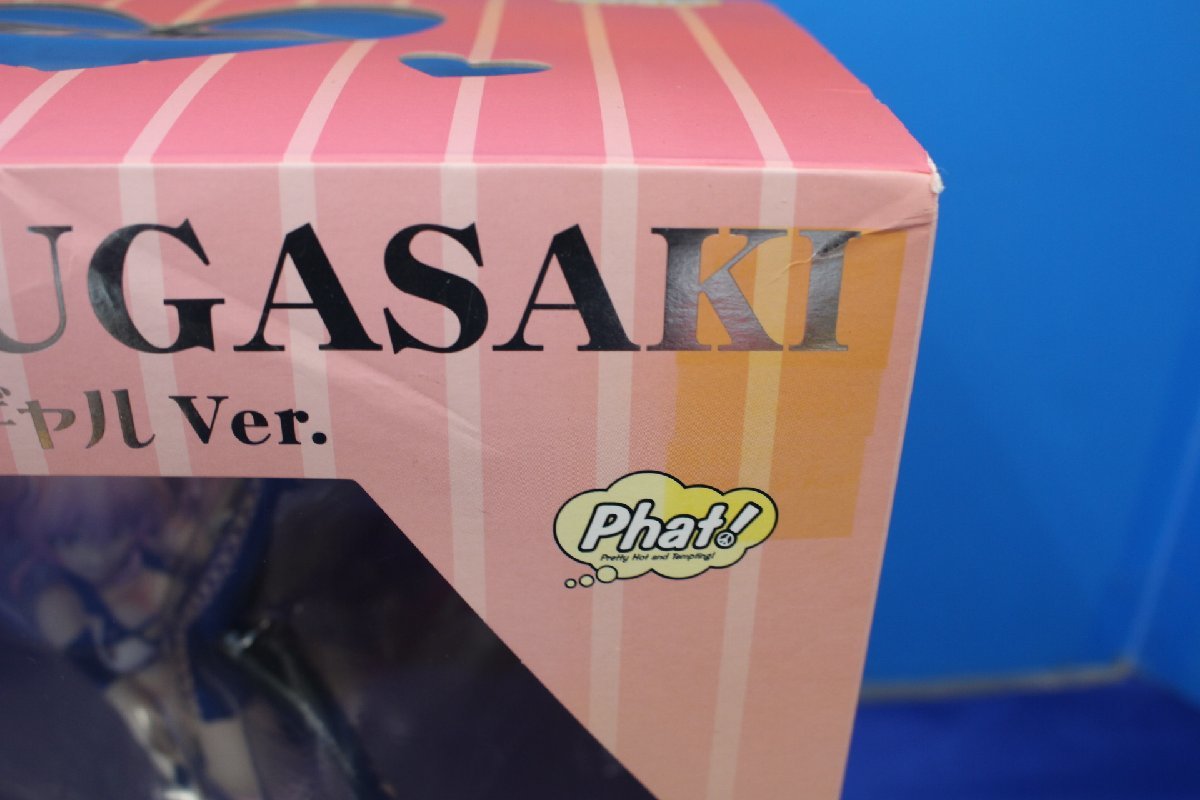 UGASAKI
ギャル Ver.
Phat!
Pretty Hot and Tempting!